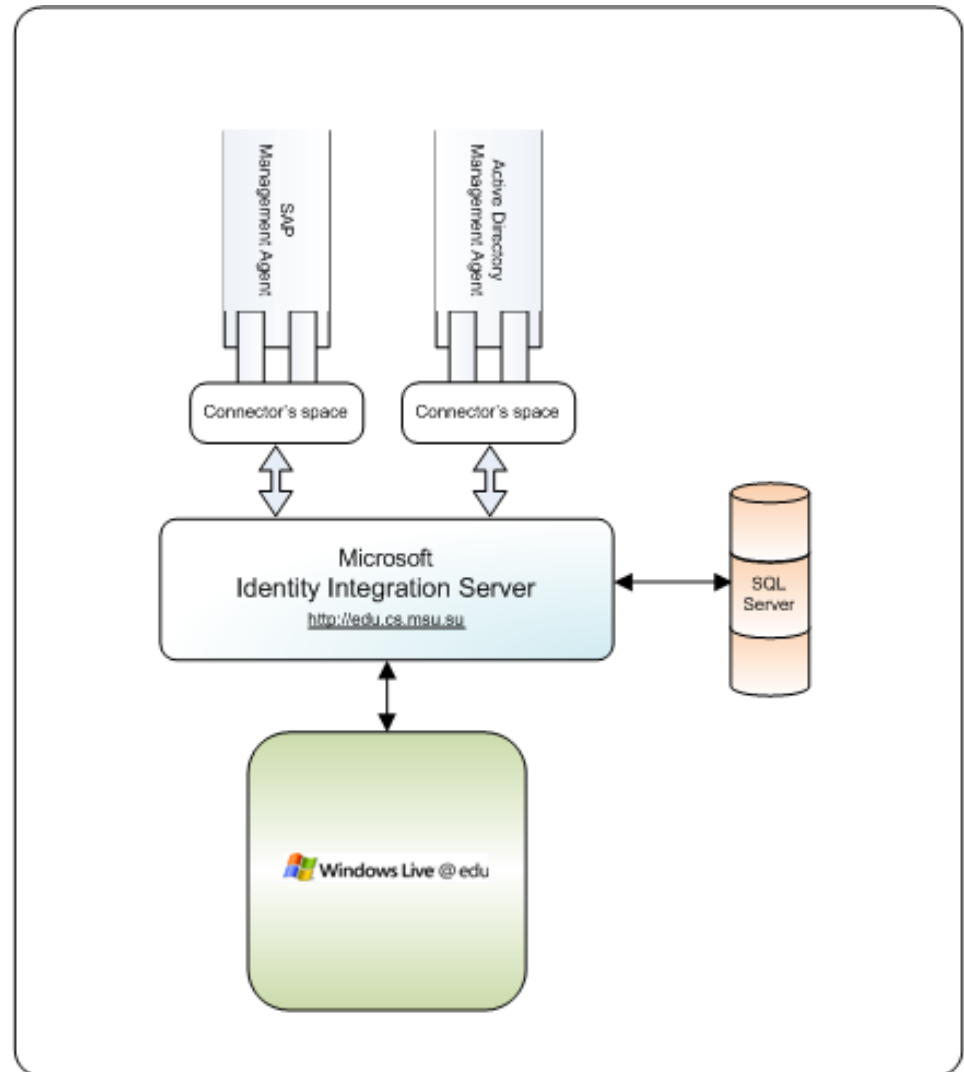 SAP
Management Agent
Active Directory
Management Agent
Connector's space
Connector's space
Microsoft
Identity Integration Server
http://edu.cs.msu.su
SQL
Server
Windows Live @ edu